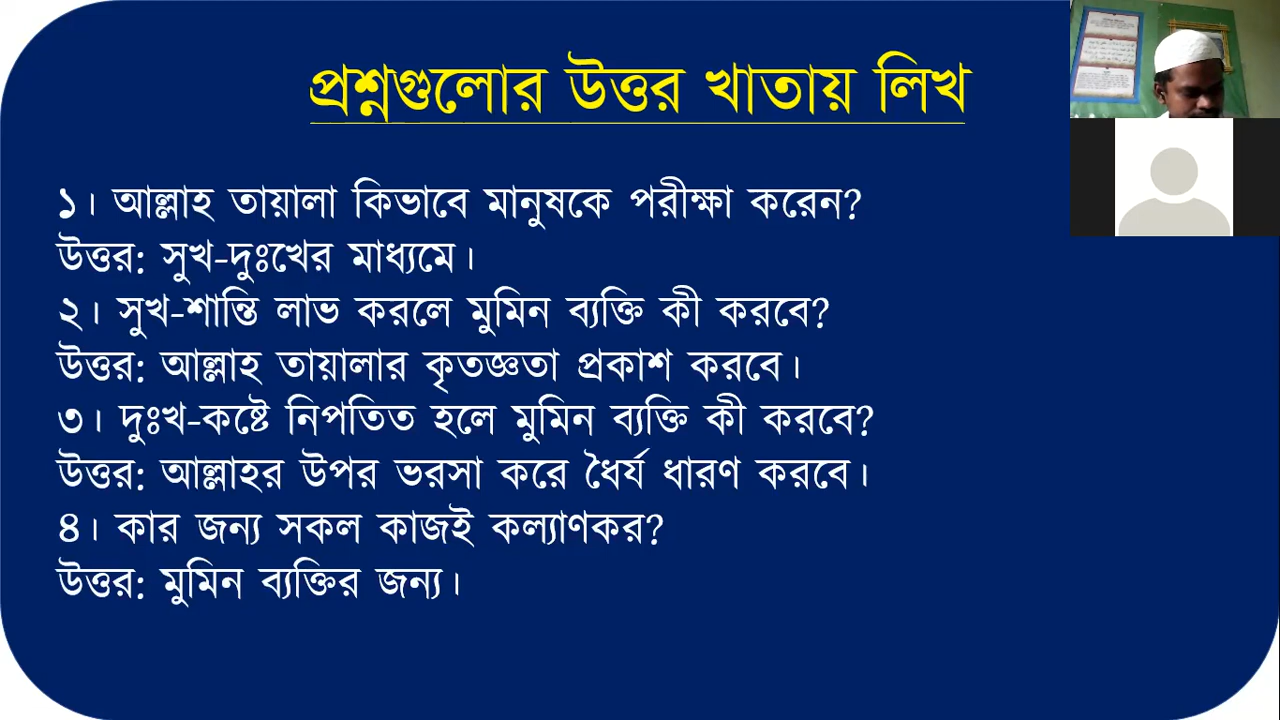 প্রশ্নগুলোর উত্তর খাতায় লিখ
১। আল্লাহ তায়ালা কিভাবে মানুষকে পরীক্ষা করেন?
উত্তর: সুখ-দুঃখের মাধ্যমে।
২। সুখ-শান্তি লাভ করলে মুমিন ব্যক্তি কী করবে?
উত্তর: আল্লাহ তায়ালার কৃতজ্ঞতা প্রকাশ করবে।
৩। দুঃখ-কষ্টে নিপতিত হলে মুমিন ব্যক্তি কী করবে?
উত্তর: আল্লাহর উপর ভরসা করে ধৈর্য ধারণ করবে।
৪। কার জন্য সকল কাজই কল্যাণকর?
উত্তর: মুমিন ব্যক্তির জন্য।